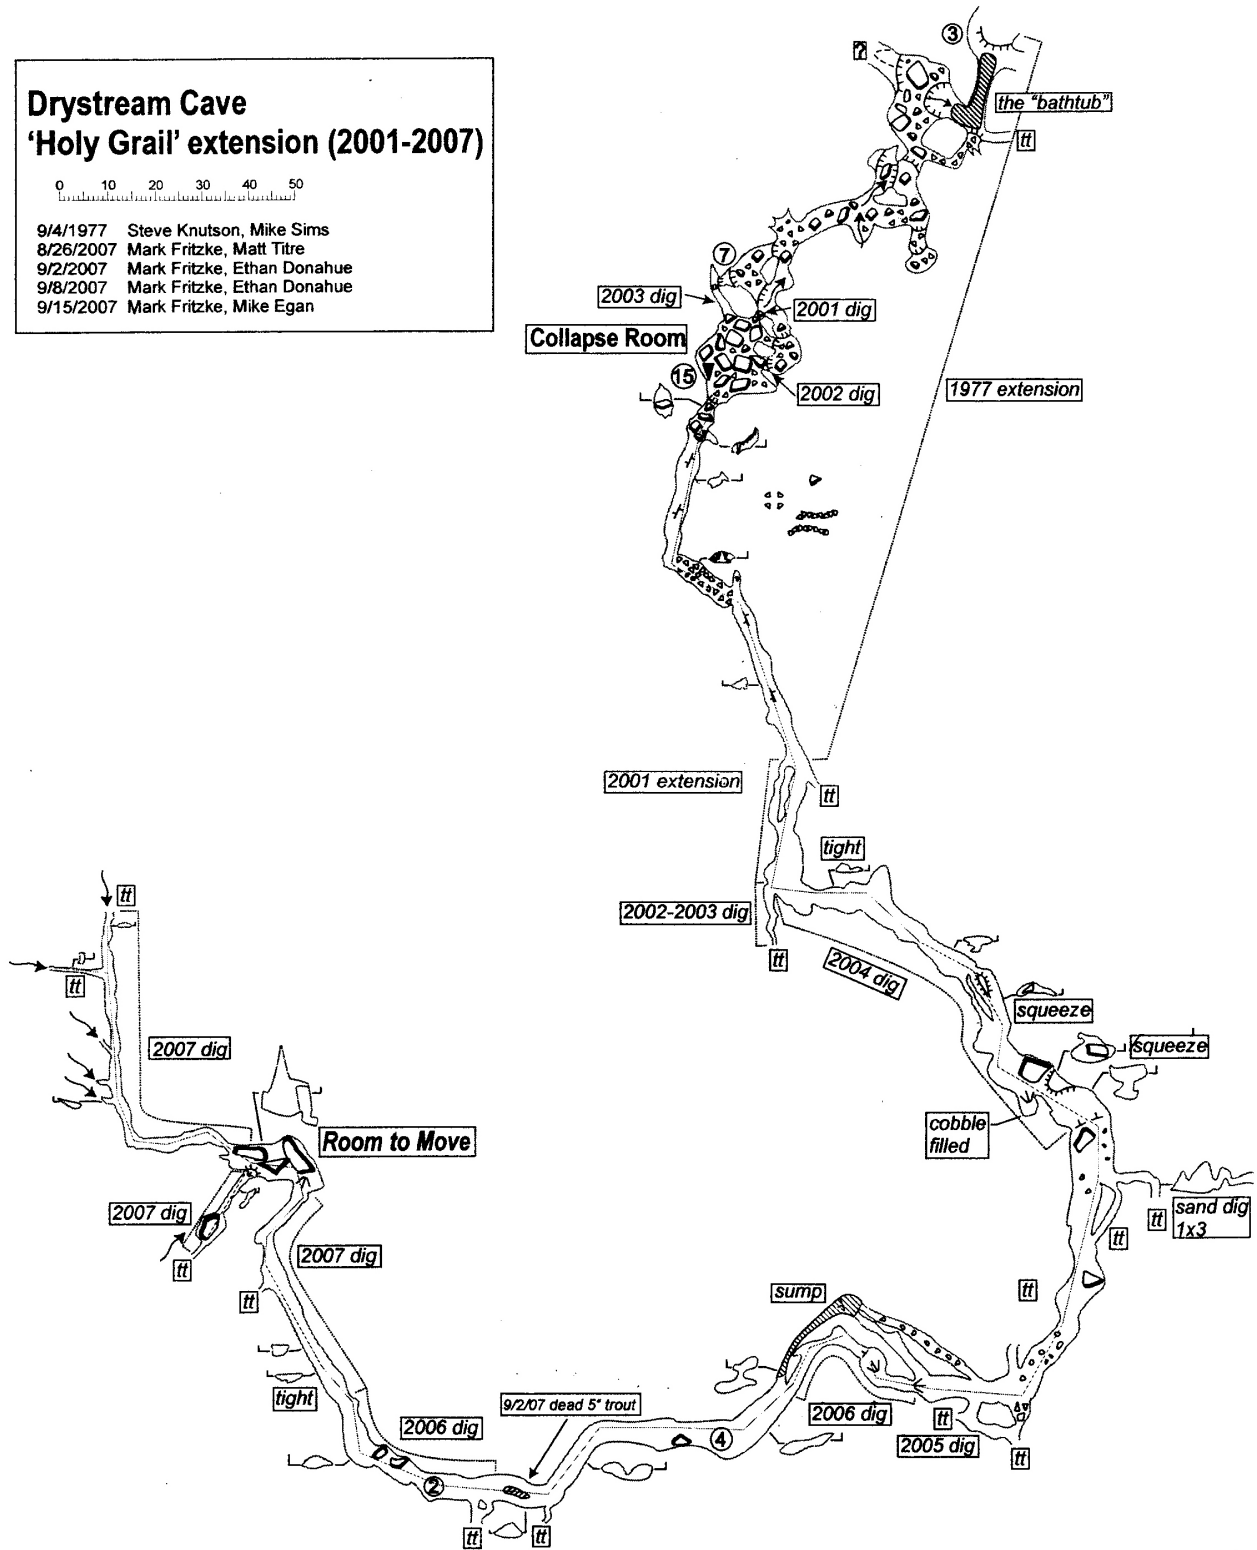 Drystream Cave
'Holy Grail' extension (2001-2007)
0 10 20 30 40 50
9/4/1977 Steve Knutson, Mike Sims
8/26/2007 Mark Fritzke, Matt Titre
9/2/2007 Mark Fritzke, Ethan Donahue
9/8/2007 Mark Fritzke, Ethan Donahue
9/15/2007 Mark Fritzke, Mike Egan
3
?
the "bathtub"
tt
7
2003 dig
2001 dig
Collapse Room
15
2002 dig
1977 extension
2001 extension
tt
tight
2002-2003 dig
tt
2004 dig
squeeze
squeeze
cobble
filled
tt
tt
2007 dig
Room to Move
2007 dig
tt
2007 dig
tt
tight
sand dig
1x3
tt
tt
tt
sump
9/2/07 dead 5" trout
2006 dig
2006 dig
4
2005 dig
tt
tt
2
tt
tt